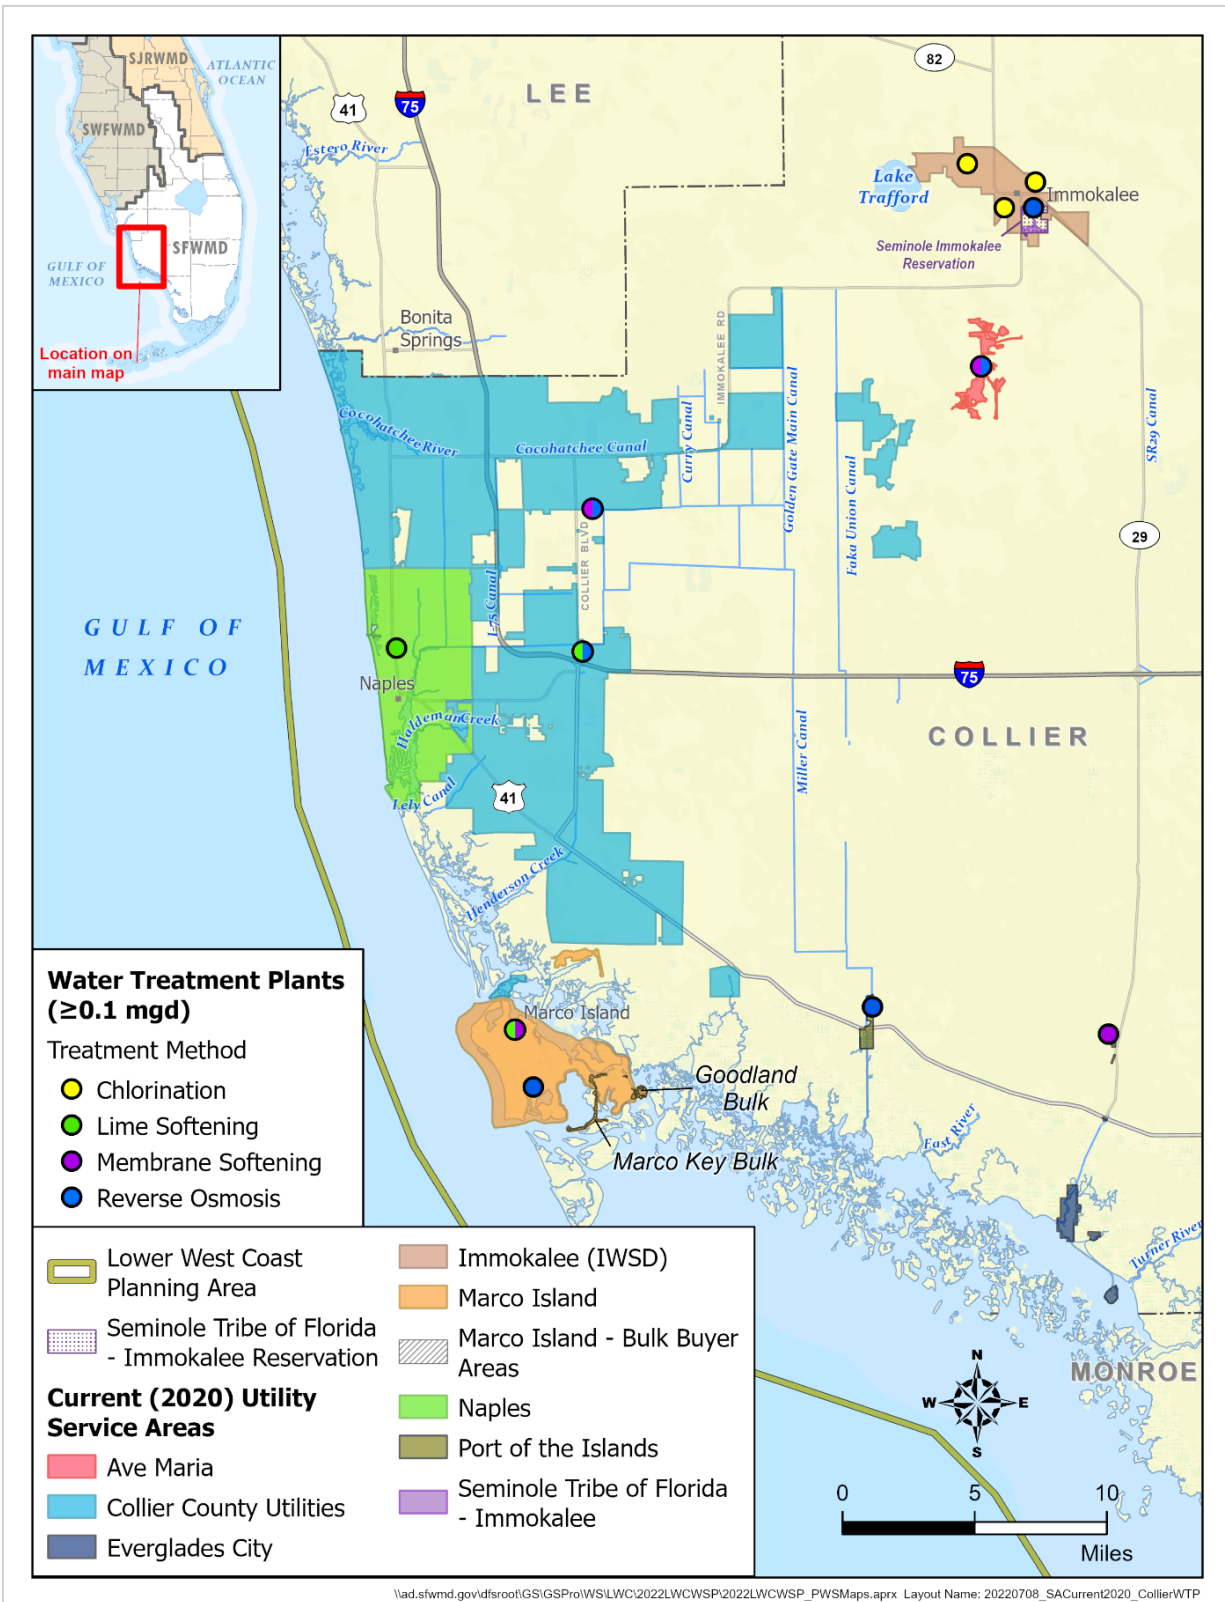 SJRWMD
ATLANTIC
OCEAN
SWFWMD
SFWMD
GULF OF
MEXICO
Location on
main map
41
75
LEE
82
Estero River
Lake
Trafford
Immokalee
Seminole Immokalee
Reservation
Bonita
Springs
IMMOKALEE RD
Cocohatchee River
Cocohatchee Canal
Curry Canal
Golden Gate Main Canal
Faka Union Canal
SR29 Canal
29
COLLIER BLVD
I-75 Canal
GULF OF
MEXICO
Naples
75
Haldeman Creek
COLLIER
Miller Canal
Lely Canal
41
Henderson Creek
Marco Island
Goodland
Bulk
Marco Key Bulk
East River
Turner River
MONROE
Water Treatment Plants
(≥0.1 mgd)
Treatment Method
Chlorination
Lime Softening
Membrane Softening
Reverse Osmosis
Lower West Coast
Planning Area
Seminole Tribe of Florida
- Immokalee Reservation
Current (2020) Utility
Service Areas
Ave Maria
Collier County Utilities
Everglades City
Immokalee (IWSD)
Marco Island
Marco Island - Bulk Buyer
Areas
Naples
Port of the Islands
Seminole Tribe of Florida
- Immokalee
N
W E
S
0 5 10
Miles
\\ad.sfwmd.gov\dfsroot\GS\GSPro\WS\LWC\2022LWCWSP\2022LWCWSP_PWSMaps.aprx Layout Name: 20220708_SACurrent2020_CollierWTP